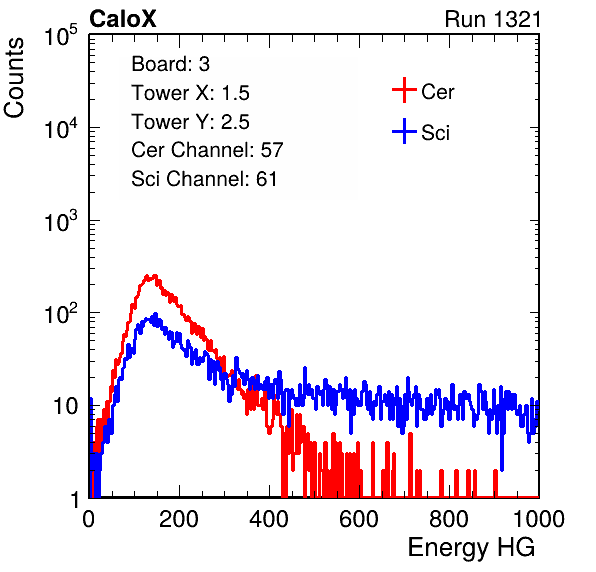 CaloX Run 1321
10^5
10^4
10^3
10^2
10
1
Counts
Board: 3
Tower X: 1.5
Tower Y: 2.5
Cer Channel: 57
Sci Channel: 61
Cer
Sci
0 200 400 600 800 1000
Energy HG